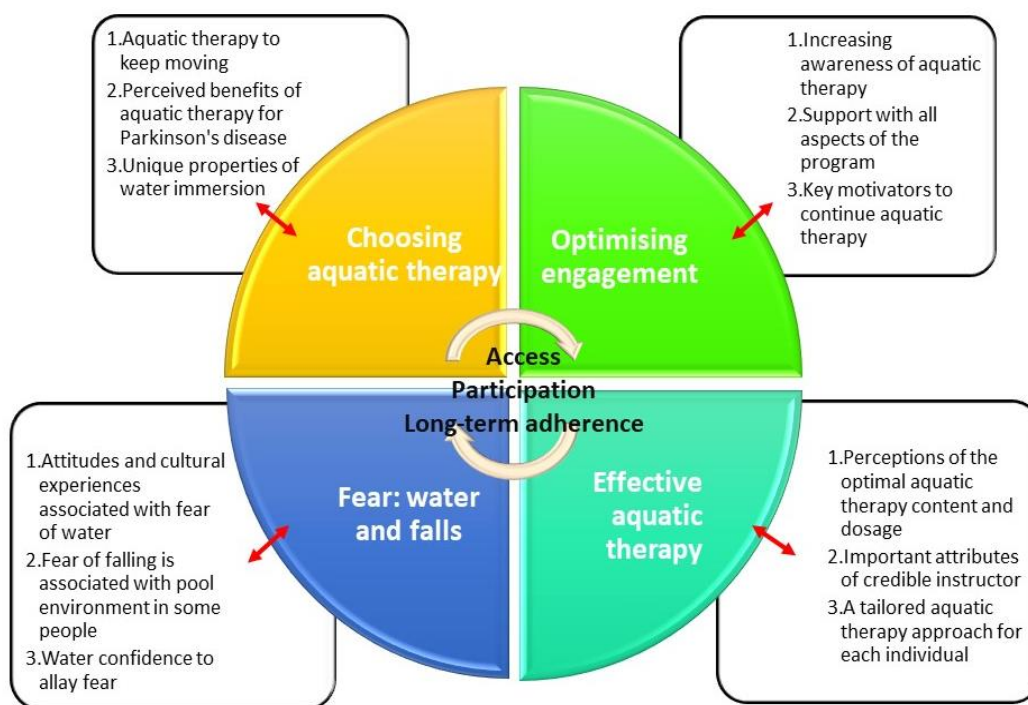 1.Aquatic therapy to
keep moving
2.Perceived benefits of
aquatic therapy for
Parkinson's disease
3.Unique properties of
water immersion
1.Increasing
awareness of aquatic
therapy
2.Support with all
aspects of the
program
3.Key motivators to
continue aquatic
therapy
Choosing
aquatic therapy
Optimising
engagement
Access
Participation
Long-term adherence
Fear: water
and falls
Effective
aquatic
therapy
1.Attitudes and cultural
experiences
associated with fear
of water
2.Fear of falling is
associated with pool
environment in some
people
3.Water confidence to
allay fear
1.Perceptions of the
optimal aquatic
therapy content and
dosage
2.Important attributes
of credible instructor
3.A tailored aquatic
therapy approach for
each individual